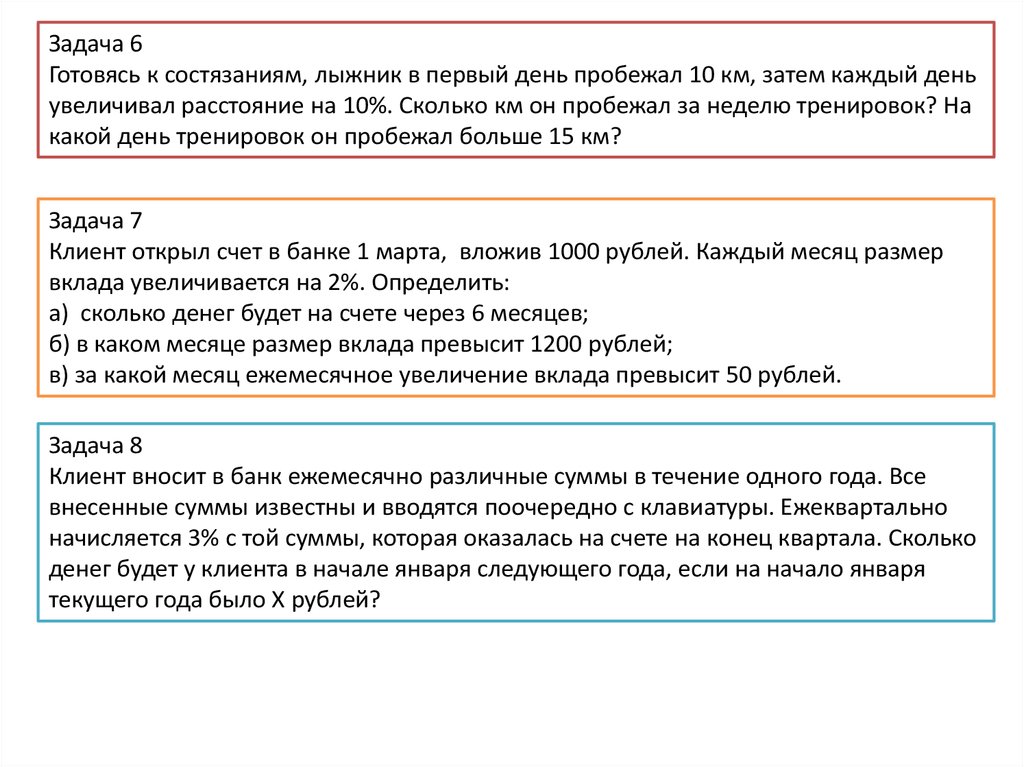 Задача 6
Готовясь к состязаниям, лыжник в первый день пробежал 10 км, затем каждый день
увеличивал расстояние на 10%. Сколько км он пробежал за неделю тренировок? На
какой день тренировок он пробежал больше 15 км?
Задача 7
Клиент открыл счет в банке 1 марта,  вложив 1000 рублей. Каждый месяц размер
вклада увеличивается на 2%. Определить:
а)  сколько денег будет на счете через 6 месяцев;
б) в каком месяце размер вклада превысит 1200 рублей;
в) за какой месяц ежемесячное увеличение вклада превысит 50 рублей.
Задача 8
Клиент вносит в банк ежемесячно различные суммы в течение одного года. Все
внесенные суммы известны и вводятся поочередно с клавиатуры. Ежеквартально
начисляется 3% с той суммы, которая оказалась на счете на конец квартала. Сколько
денег будет у клиента в начале января следующего года, если на начало января
текущего года было X рублей?